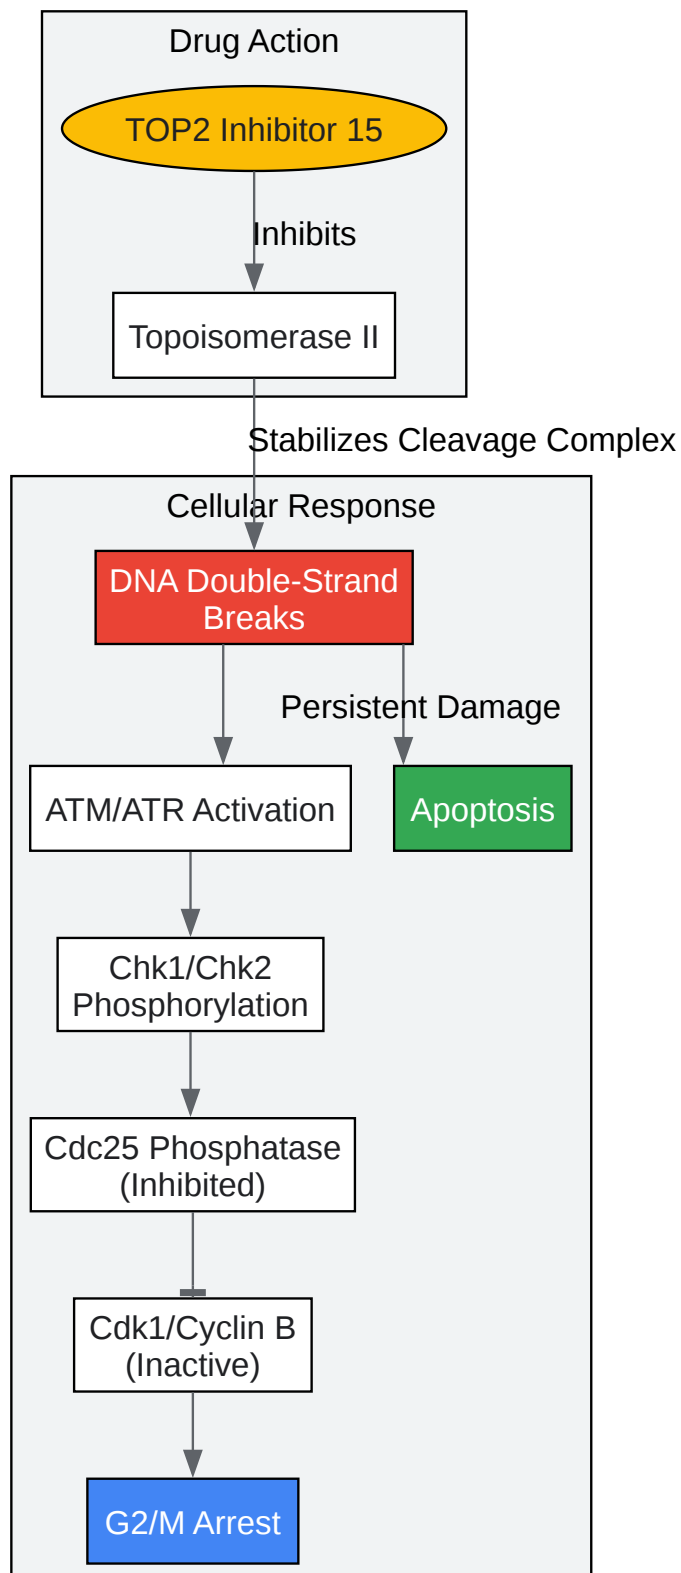 Drug Action
TOP2 Inhibitor 15
Inhibits
Topoisomerase II
Stabilizes Cleavage Complex
Cellular Response
DNA Double-Strand
Breaks
Persistent Damage
ATM/ATR Activation
Apoptosis
Chk1/Chk2
Phosphorylation
Cdc25 Phosphatase
(Inhibited)
Cdk1/Cyclin B
(Inactive)
G2/M Arrest